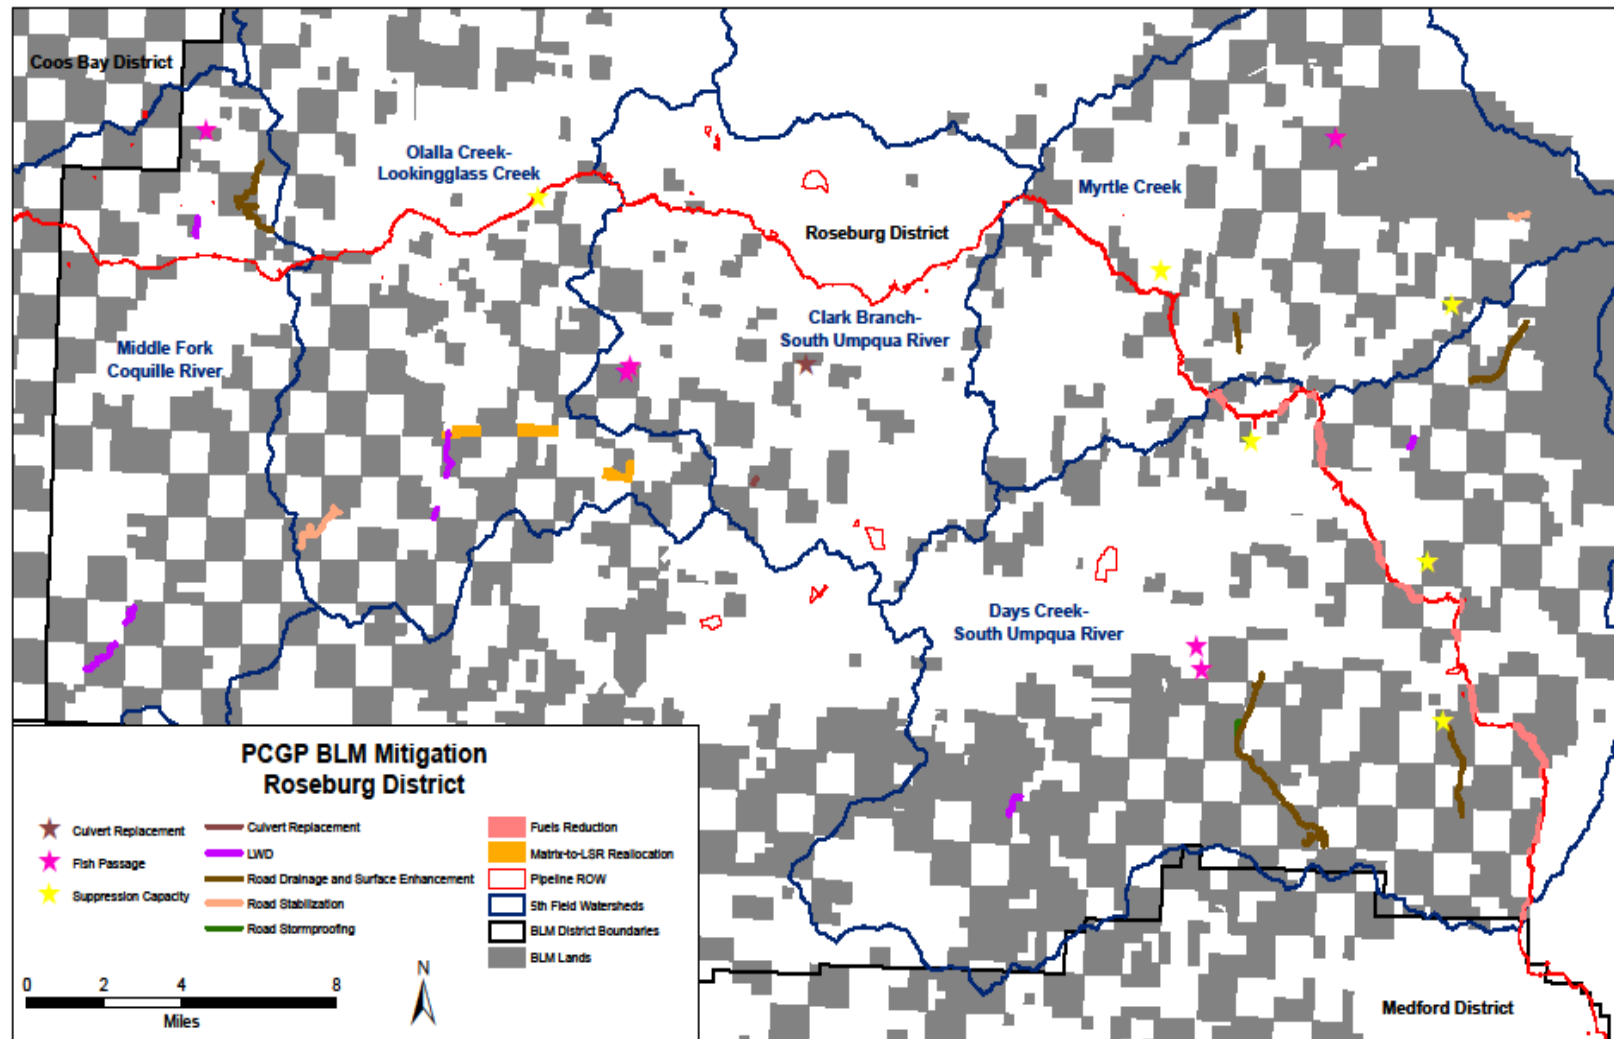 Coos Bay District
Olalla Creek-
Lookingglass Creek
Myrtle Creek
Roseburg District
Clark Branch-
South Umpqua River
Middle Fork
Coquille River
Days Creek-
South Umpqua River
Medford District
PCGP BLM Mitigation
Roseburg District
Culvert Replacement
Fish Passage
Suppression Capacity
Culvert Replacement
LWD
Road Drainage and Surface Enhancement
Road Stabilization
Road Stormproofing
Fuels Reduction
Matrix-to-LSR Reallocation
Pipeline ROW
5th Field Watersheds
BLM District Boundaries
BLM Lands
0 2 4 8
Miles
N